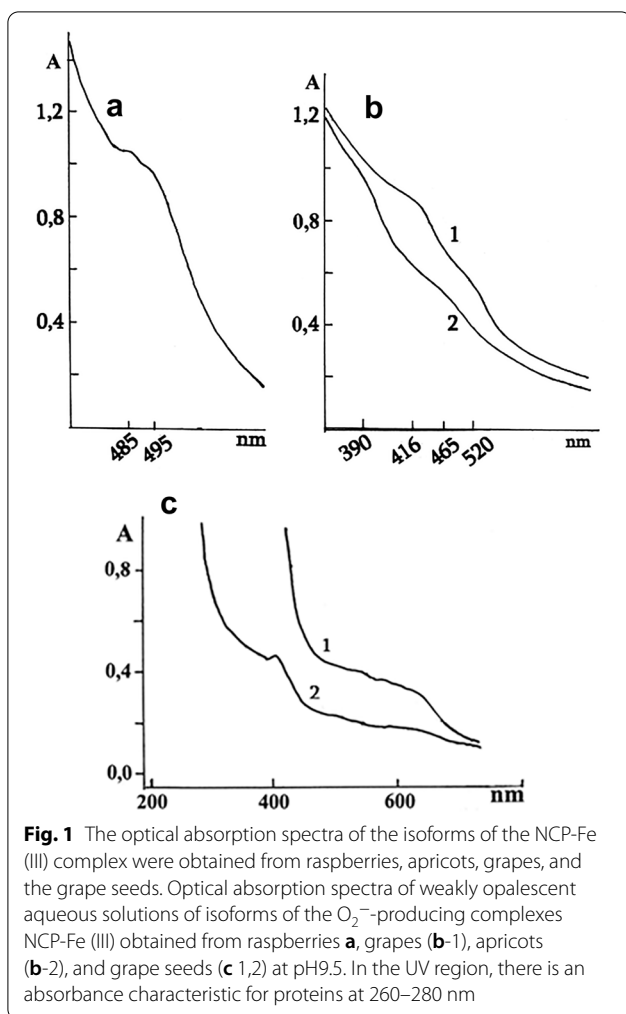 A
a
1,2
0,8
0,4
485
495
nm
A
b
1,2
0,8
0,4
1
2
390
416
465
520
nm
c
A
0,8
0,4
0,0
1
2
200
400
600
nm
Fig. 1 The optical absorption spectra of the isoforms of the NCP-Fe
(III) complex were obtained from raspberries, apricots, grapes, and
the grape seeds. Optical absorption spectra of weakly opalescent
aqueous solutions of isoforms of the O₂⁻-producing complexes
NCP-Fe (III) obtained from raspberries a, grapes (b-1), apricots
(b-2), and grape seeds (c 1,2) at pH9.5. In the UV region, there is an
absorbance characteristic for proteins at 260–280 nm